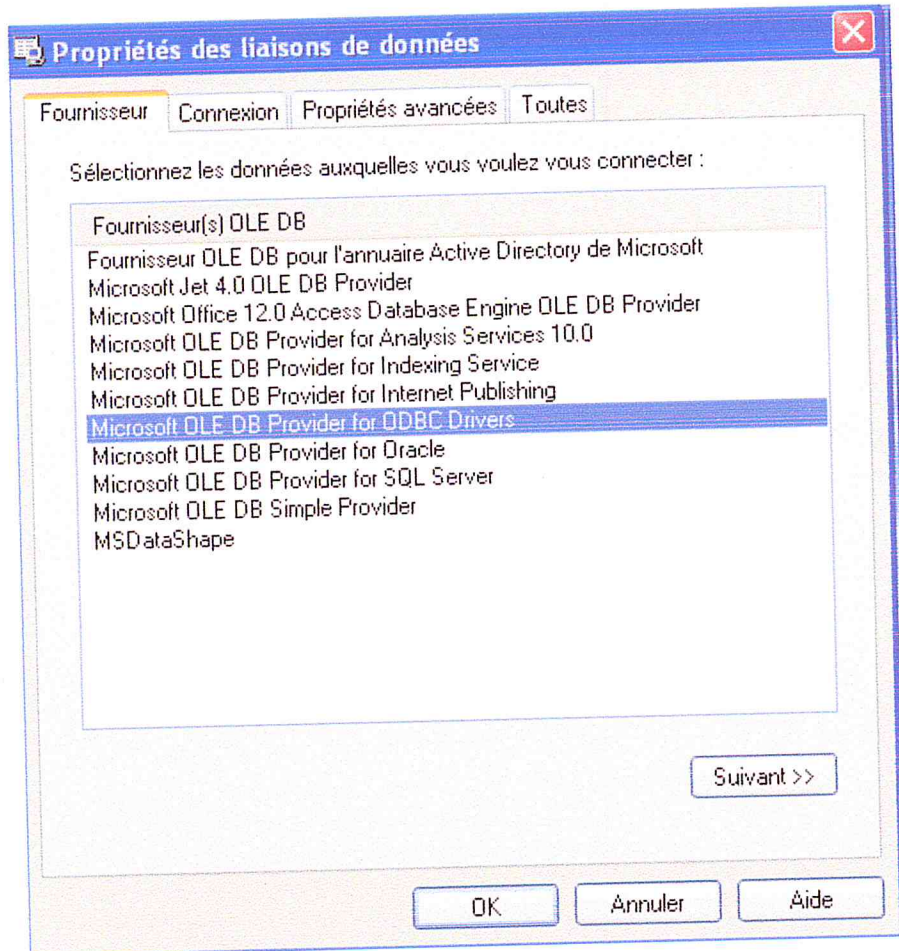 Propriétés des liaisons de données
Fournisseur
Connexion
Propriétés avancées
Toutes
Sélectionnez les données auxquelles vous voulez vous connecter :
Fournisseur(s) OLE DB
Fournisseur OLE DB pour l'annuaire Active Directory de Microsoft
Microsoft Jet 4.0 OLE DB Provider
Microsoft Office 12.0 Access Database Engine OLE DB Provider
Microsoft OLE DB Provider for Analysis Services 10.0
Microsoft OLE DB Provider for Indexing Service
Microsoft OLE DB Provider for Internet Publishing
Microsoft OLE DB Provider for ODBC Drivers
Microsoft OLE DB Provider for Oracle
Microsoft OLE DB Provider for SQL Server
Microsoft OLE DB Simple Provider
MSDataShape
Suivant >>
OK
Annuler
Aide